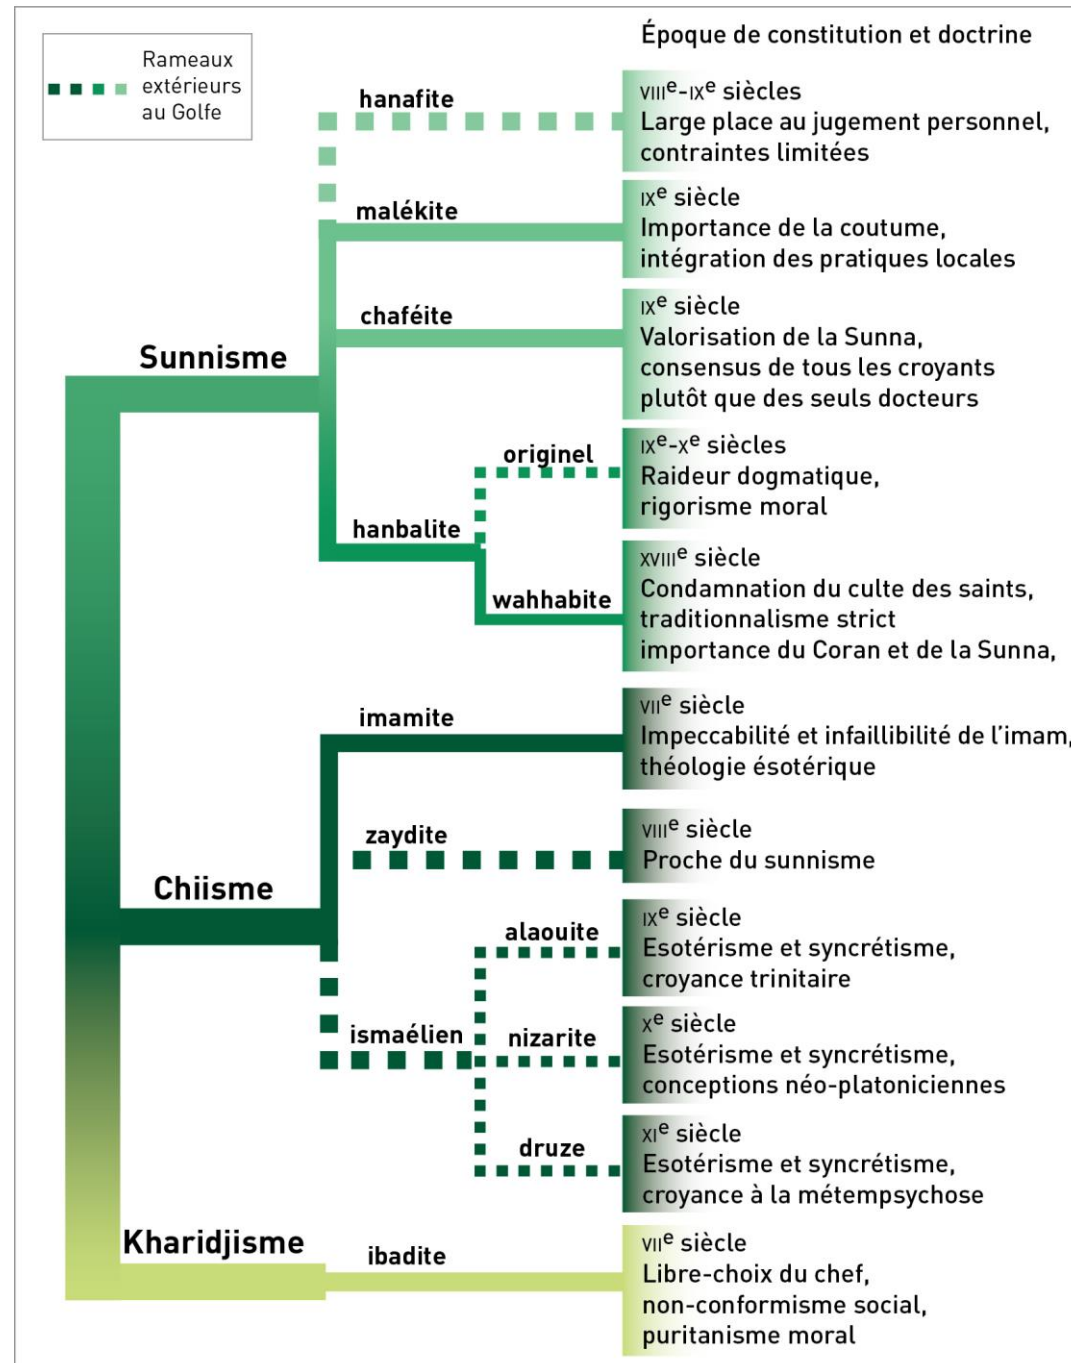 Époque de constitution et doctrine
Rameaux
extérieurs
au Golfe
Sunnisme
hanafite
VIIIe-IXe siècles
Large place au jugement personnel,
contraintes limitées
malékite
IXe siècle
Importance de la coutume,
intégration des pratiques locales
chaféite
IXe siècle
Valorisation de la Sunna,
consensus de tous les croyants
plutôt que des seuls docteurs
hanbalite
originel
IXe-Xe siècles
Raideur dogmatique,
rigorisme moral
wahhabite
XVIIIe siècle
Condamnation du culte des saints,
traditionnalisme strict
importance du Coran et de la Sunna,
Chiisme
imamite
VIIe siècle
Impeccabilité et infaillibilité de l'imam,
théologie ésotérique
zaydite
VIIIe siècle
Proche du sunnisme
ismaélien
alaouite
IXe siècle
Esotérisme et syncrétisme,
croyance trinitaire
nizarite
Xe siècle
Esotérisme et syncrétisme,
conceptions néo-platoniciennes
druze
XIe siècle
Esotérisme et syncrétisme,
croyance à la métempsychose
Kharidjisme
ibadite
VIIe siècle
Libre-choix du chef,
non-conformisme social,
puritanisme moral